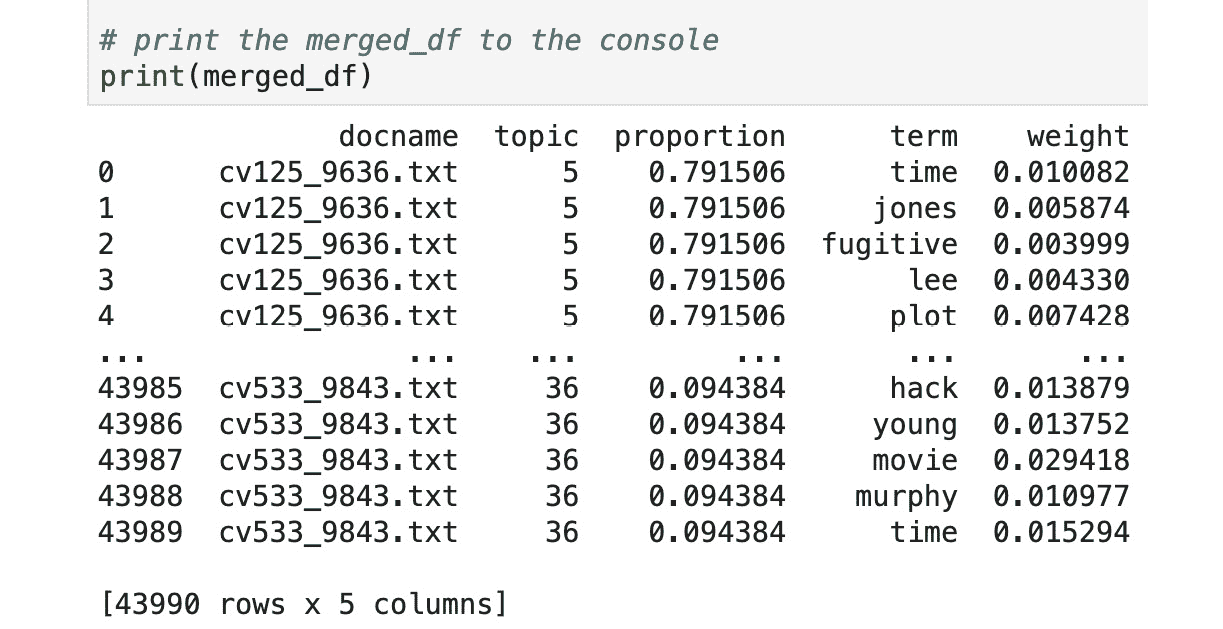 # print the merged_df to the console
print(merged_df)
docname topic proportion term weight
0 cv125_9636.txt 5 0.791506 time 0.010082
1 cv125_9636.txt 5 0.791506 jones 0.005874
2 cv125_9636.txt 5 0.791506 fugitive 0.003999
3 cv125_9636.txt 5 0.791506 lee 0.004330
4 cv125_9636.txt 5 0.791506 plot 0.007428
... ... ... ... ... ...
43985 cv533_9843.txt 36 0.094384 hack 0.013879
43986 cv533_9843.txt 36 0.094384 young 0.013752
43987 cv533_9843.txt 36 0.094384 movie 0.029418
43988 cv533_9843.txt 36 0.094384 murphy 0.010977
43989 cv533_9843.txt 36 0.094384 time 0.015294
[43990 rows x 5 columns]